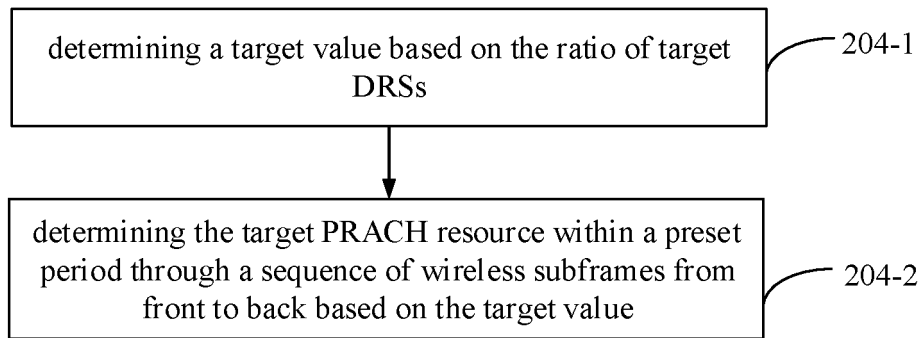 determining a target value based on the ratio of target
DRSs
204-1
determining the target PRACH resource within a preset
period through a sequence of wireless subframes from
front to back based on the target value
204-2